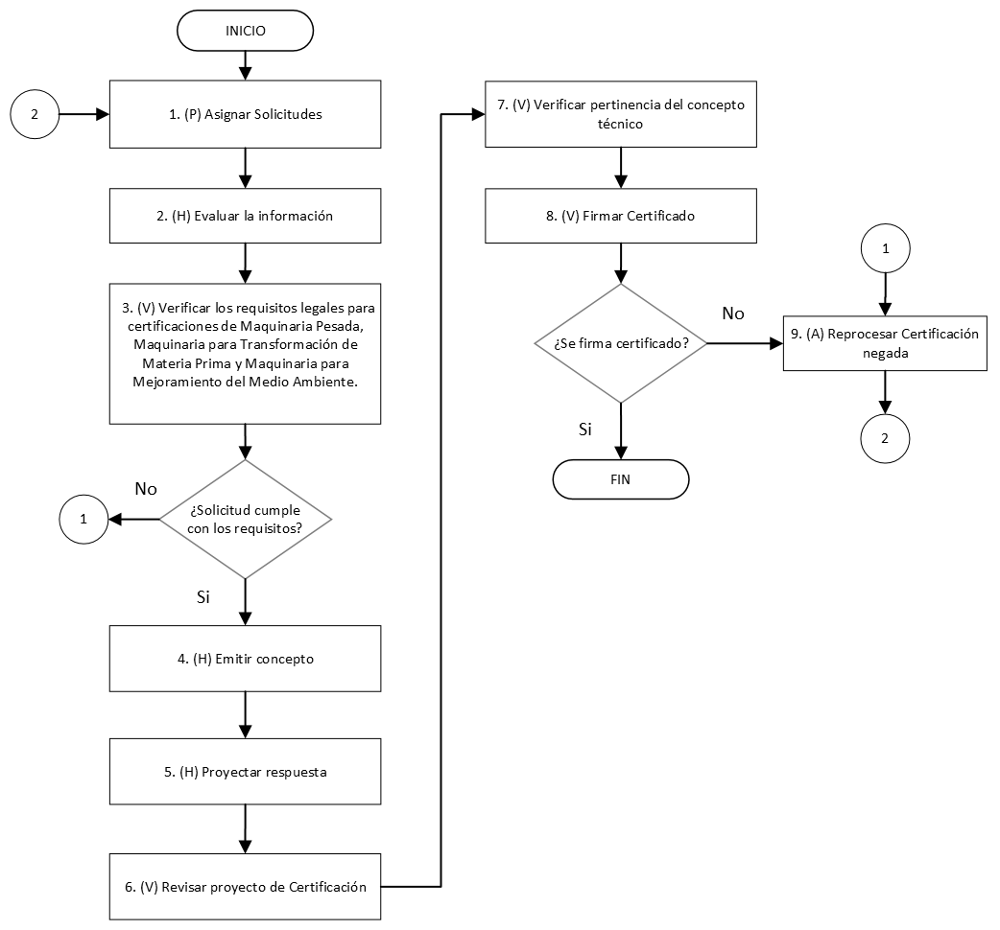 INICIO
2
1. (P) Asignar Solicitudes
2. (H) Evaluar la información
3. (V) Verificar los requisitos legales para
certificaciones de Maquinaria Pesada,
Maquinaria para Transformación de
Materia Prima y Maquinaria para
Mejoramiento del Medio Ambiente.
¿Solicitud cumple
con los requisitos?
No
1
Si
4. (H) Emitir concepto
5. (H) Proyectar respuesta
6. (V) Revisar proyecto de Certificación
7. (V) Verificar pertinencia del concepto
técnico
8. (V) Firmar Certificado
¿Se firma certificado?
No
Si
FIN
1
9. (A) Reprocesar Certificación
negada
2